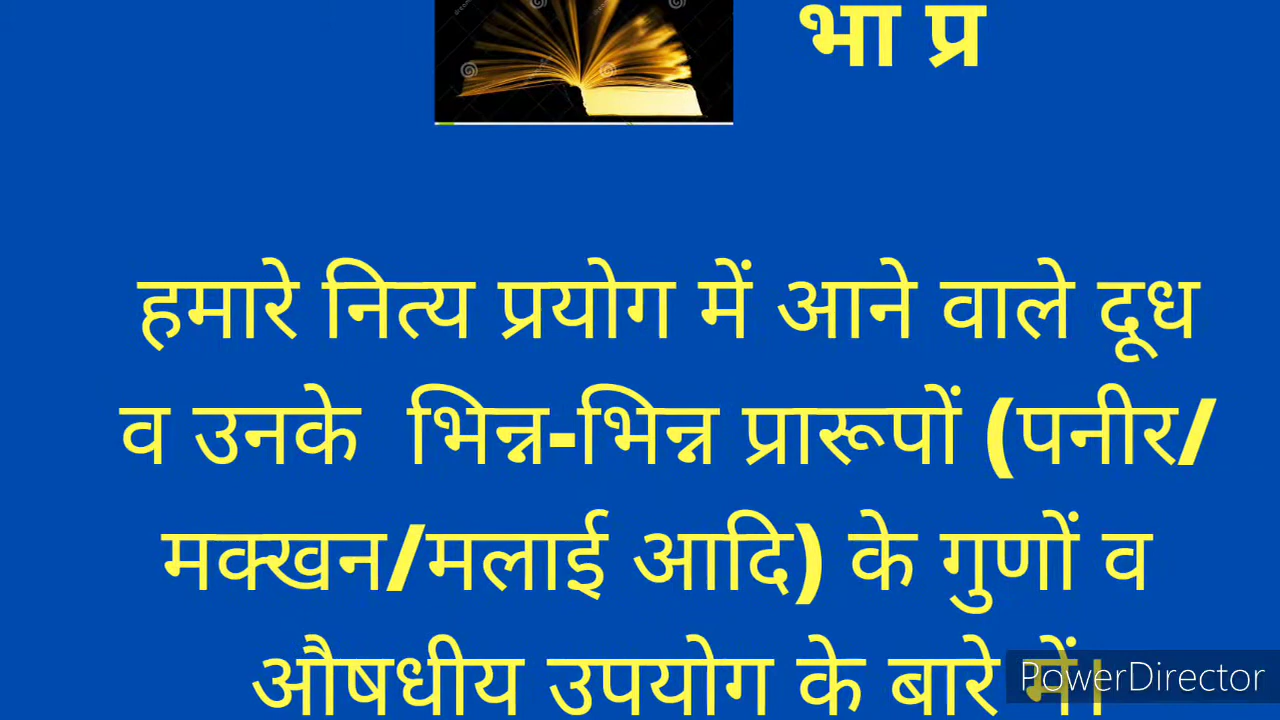 भा प्र
हमारे नित्य प्रयोग में आने वाले दूध
व उनके भिन्न-भिन्न प्रारूपों (पनीर/
मक्खन/मलाई आदि) के गुणों व
औषधीय उपयोग के बारे में।
PowerDirector